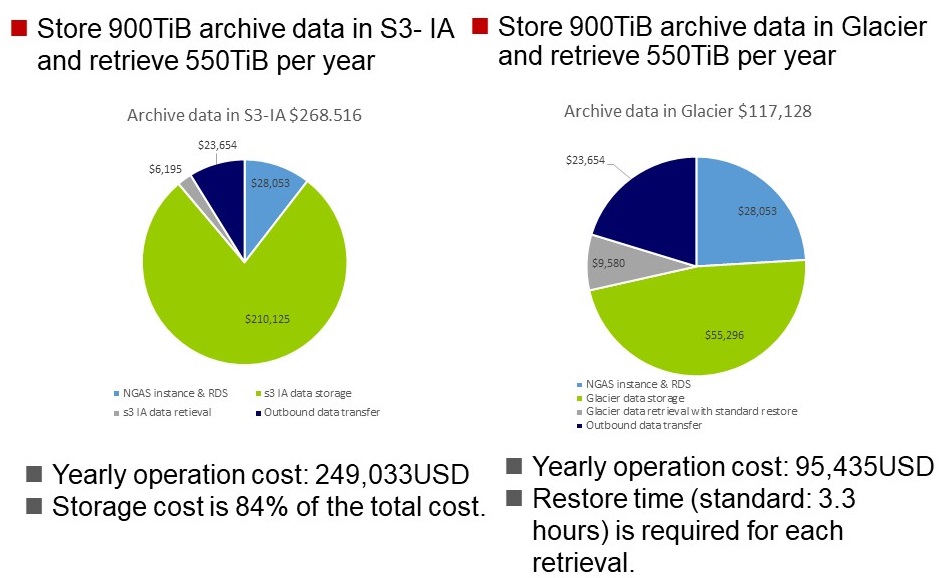 Store 900TiB archive data in S3- IA
and retrieve 550TiB per year
Archive data in S3-IA $268.516
$23,654
$6,195
$28,053
$210,125
NGAS instance & RDS
s3 IA data storage
s3 IA data retieval
Outbound data transfer
Yearly operation cost: 249,033USD
Storage cost is 84% of the total cost.
Store 900TiB archive data in Glacier
and retrieve 550TiB per year
Archive data in Glacier $117,128
$23,654
$28,053
$9,580
$55,296
NGAS instance & RDS
Glacier data storage
Glacier data retrieval with standard restore
Outbound data transfer
Yearly operation cost: 95,435USD
Restore time (standard: 3.3
hours) is required for each
retrieval.